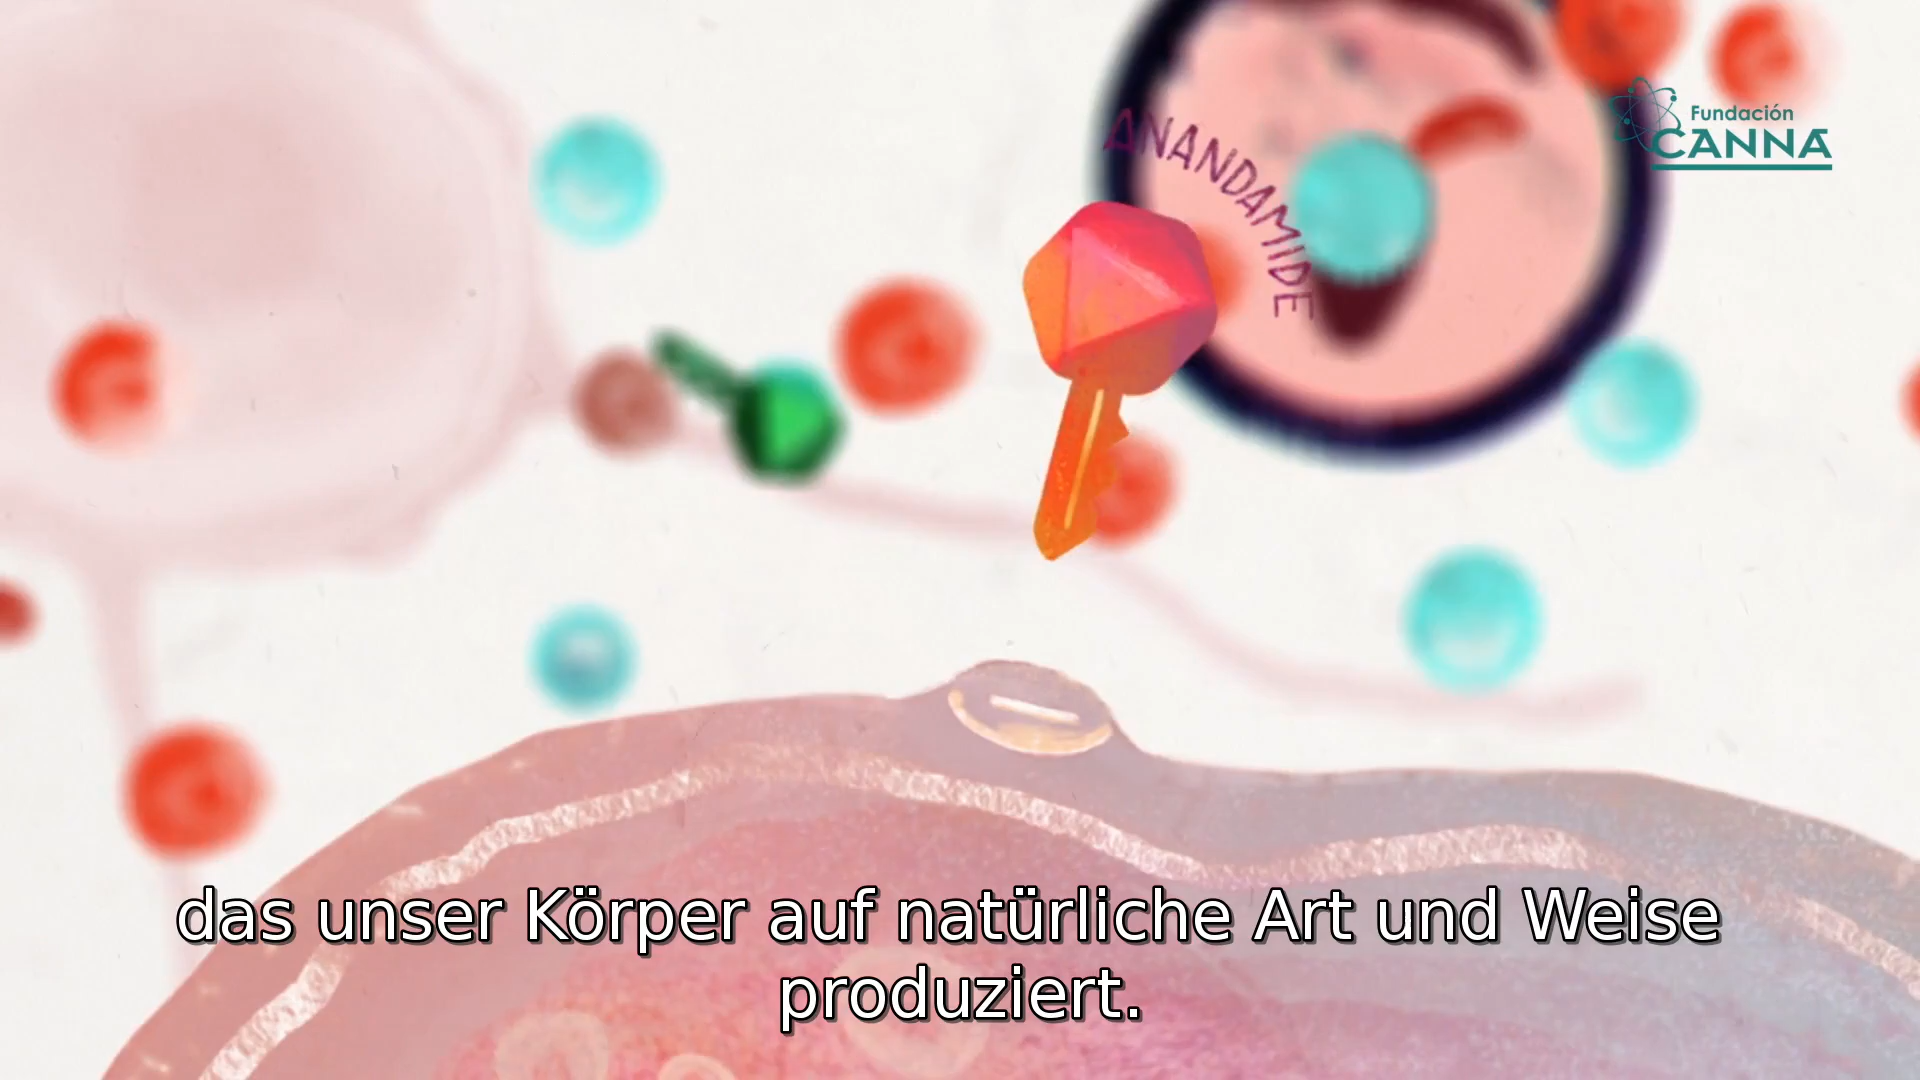 Fundación
CANNA
ANANDAMIDE
das unser Körper auf natürliche Art und Weise
produziert.